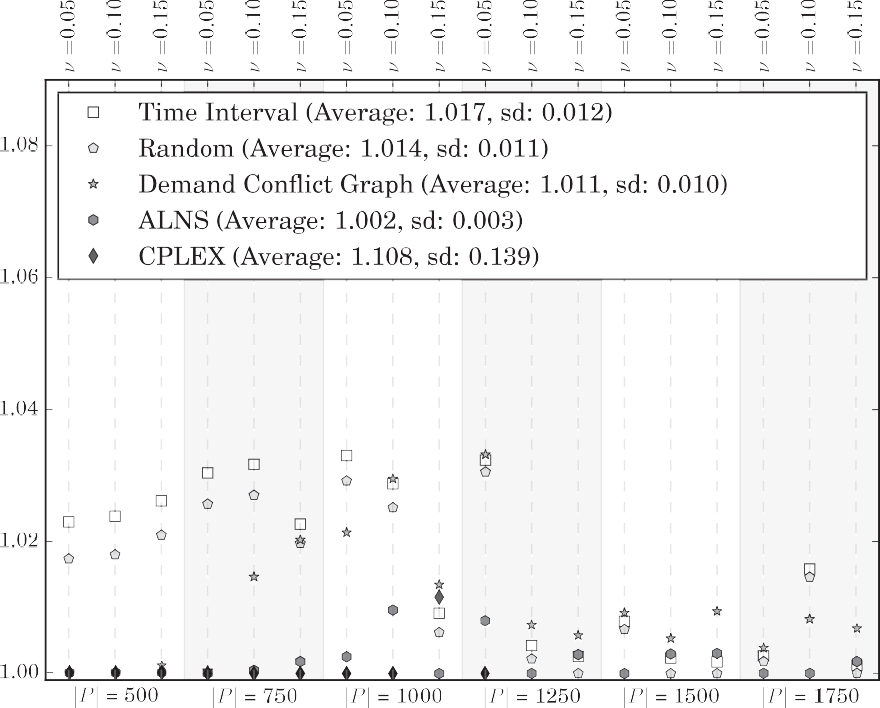 ν = 0.05 ν = 0.10 ν = 0.15 ν = 0.05 ν = 0.10 ν = 0.15 ν = 0.05 ν = 0.10 ν = 0.15 ν = 0.05 ν = 0.10 ν = 0.15 ν = 0.05 ν = 0.10 ν = 0.15 ν = 0.05 ν = 0.10 ν = 0.15
Time Interval (Average: 1.017, sd: 0.012)
Random (Average: 1.014, sd: 0.011)
Demand Conflict Graph (Average: 1.011, sd: 0.010)
ALNS (Average: 1.002, sd: 0.003)
CPLEX (Average: 1.108, sd: 0.139)
1.08
1.06
1.04
1.02
1.00
|P| = 500 |P| = 750 |P| = 1000 |P| = 1250 |P| = 1500 |P| = 1750